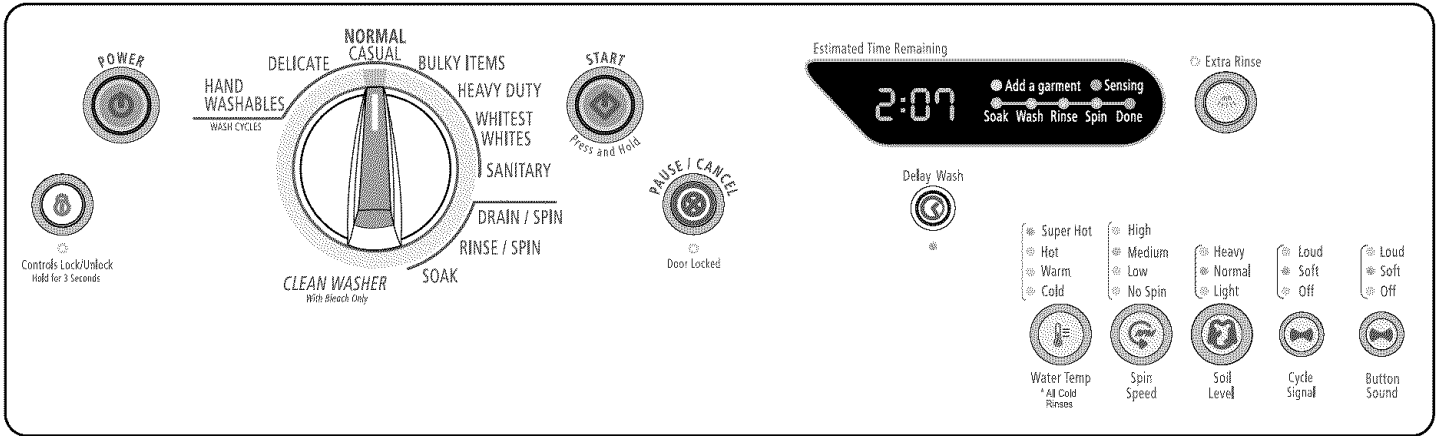 POWER
HAND
WASHABLES
WASH CYCLES
DELICATE
NORMAL
CASUAL
BULKY ITEMS
HEAVY DUTY
WHITEST
WHITES
SANITARY
DRAIN / SPIN
RINSE / SPIN
SOAK
CLEAN WASHER
With Bleach Only
Controls Lock/Unlock
Hold for 3 Seconds
START
Press and Hold
PAUSE / CANCEL
Door Locked
Estimated Time Remaining
2:07
Add a garment Sensing
Soak Wash Rinse Spin Done
Extra Rinse
Delay Wash
Super Hot
Hot
Warm
Cold
Water Temp
* All Cold
Rinses
High
Medium
Low
No Spin
Spin
Speed
Heavy
Normal
Light
Soil
Level
Loud
Soft
Off
Cycle
Signal
Loud
Soft
Off
Button
Sound